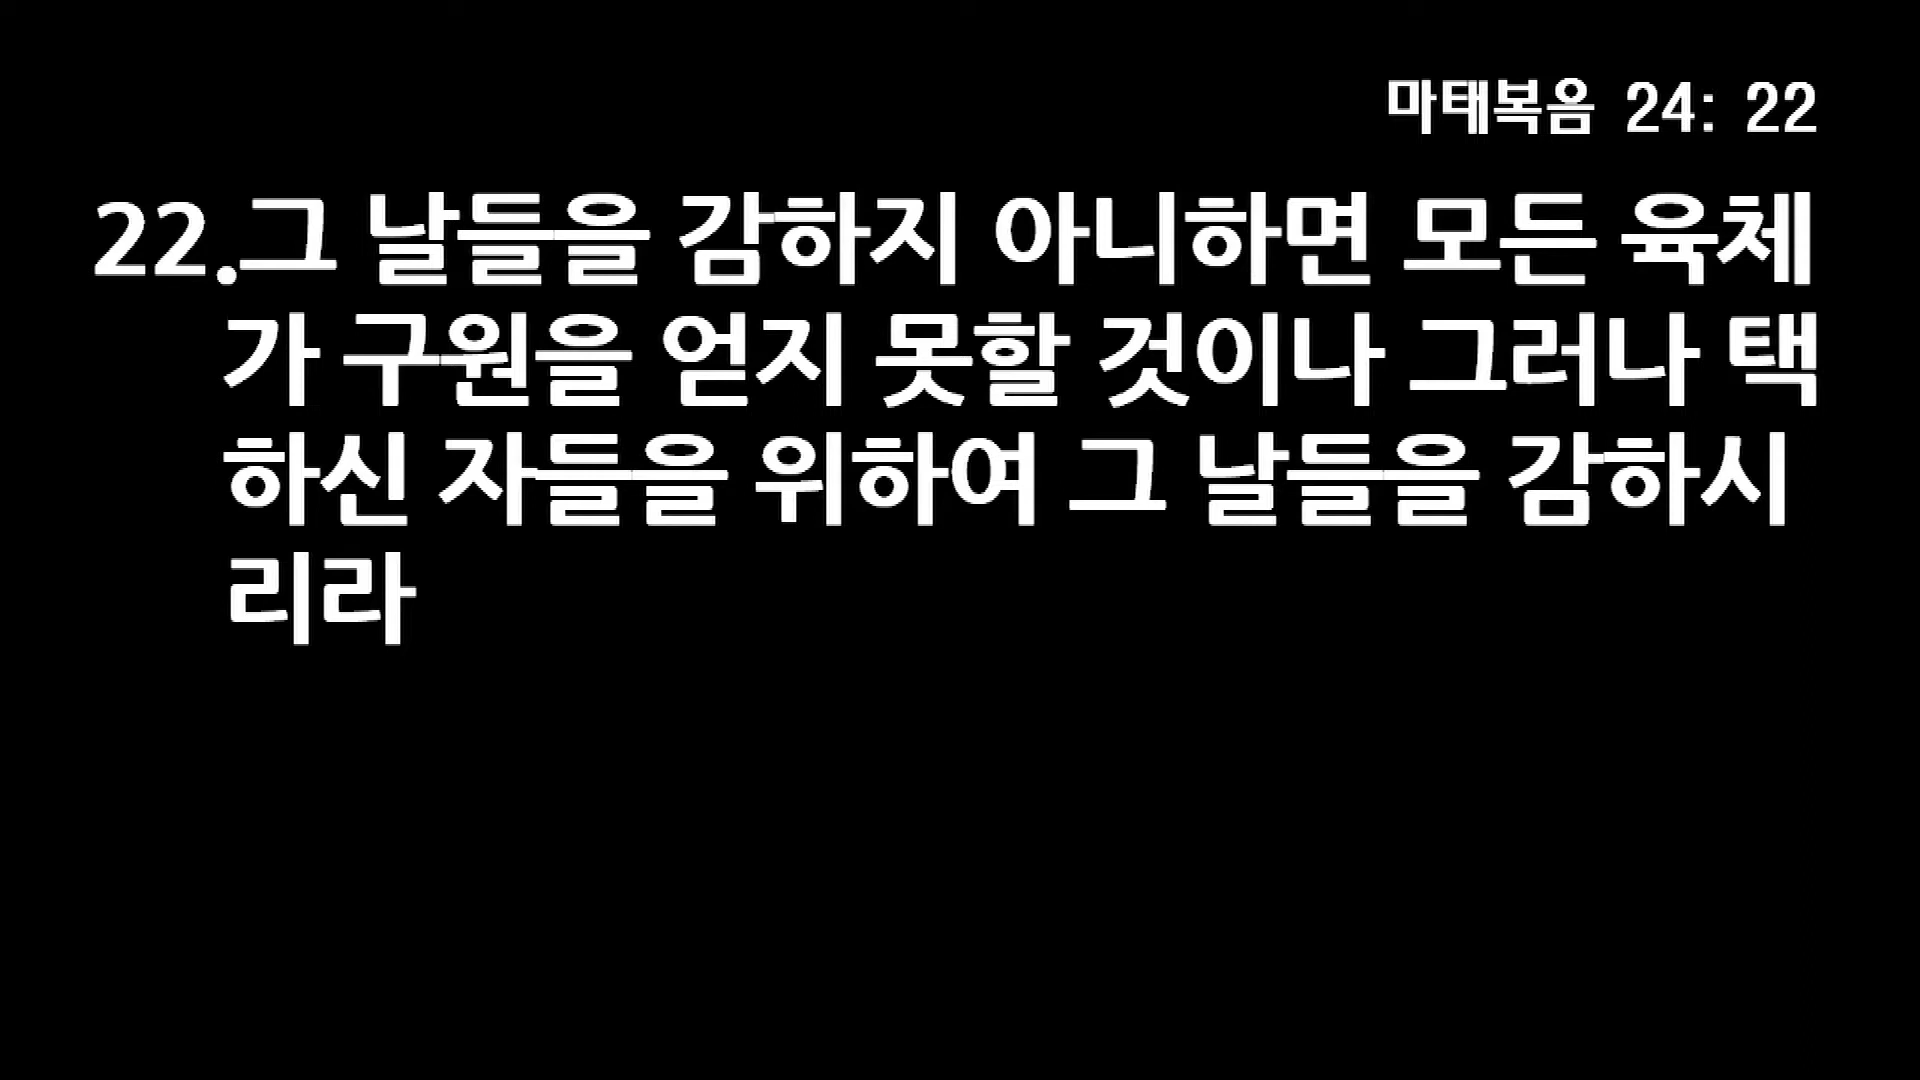 마태복음 24: 22
22.그 날들을 감하지 아니하면 모든 육체
가 구원을 얻지 못할 것이나 그러나 택
하신 자들을 위하여 그 날들을 감하시
리라